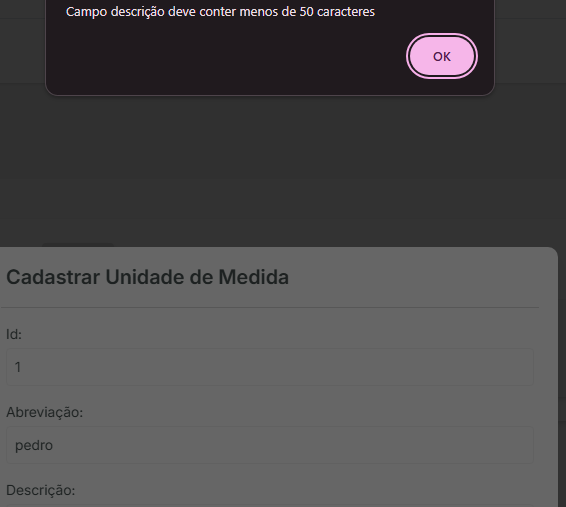 Campo descrição deve conter menos de 50 caracteres
OK
Cadastrar Unidade de Medida
Id:
1
Abreviação:
pedro
Descrição: